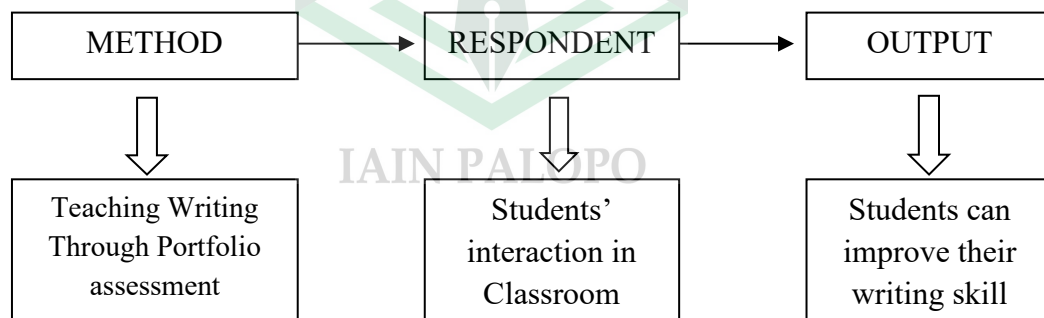 METHOD
RESPONDENT
OUTPUT
IAIN PALOPO
Teaching Writing
Through Portfolio
assessment
Students’
interaction in
Classroom
Students can
improve their
writing skill